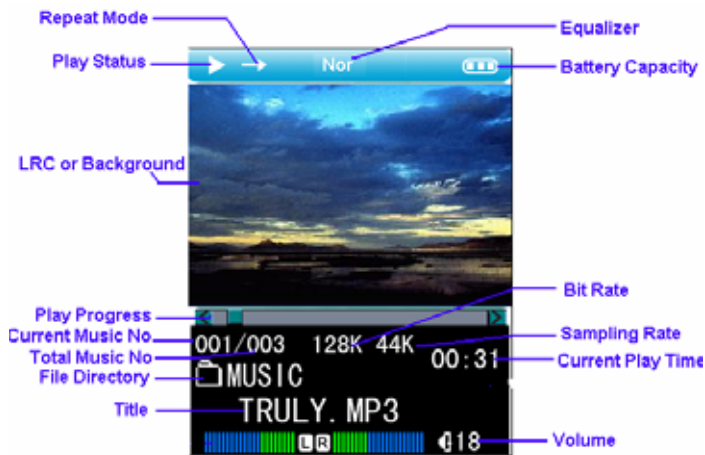 Repeat Mode
Equalizer
Play Status
Nor
Battery Capacity
LRC or Background
Bit Rate
Play Progress
Current Music No
001/003 128K 44K
Sampling Rate
Total Music No
00:31
Current Play Time
File Directory
MUSIC
Title
TRULY. MP3
L R
18
Volume